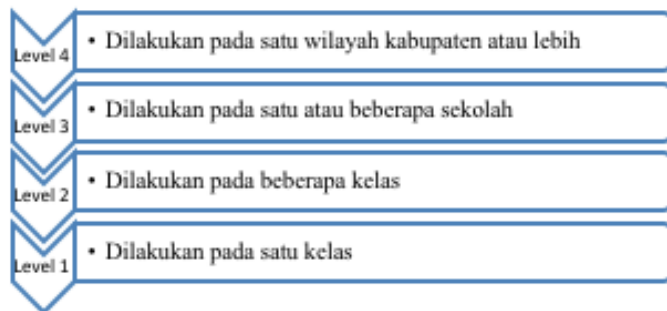 Level 4
• Dilakukan pada satu wilayah kabupaten atau lebih
Level 3
• Dilakukan pada satu atau beberapa sekolah
Level 2
• Dilakukan pada beberapa kelas
Level 1
• Dilakukan pada satu kelas